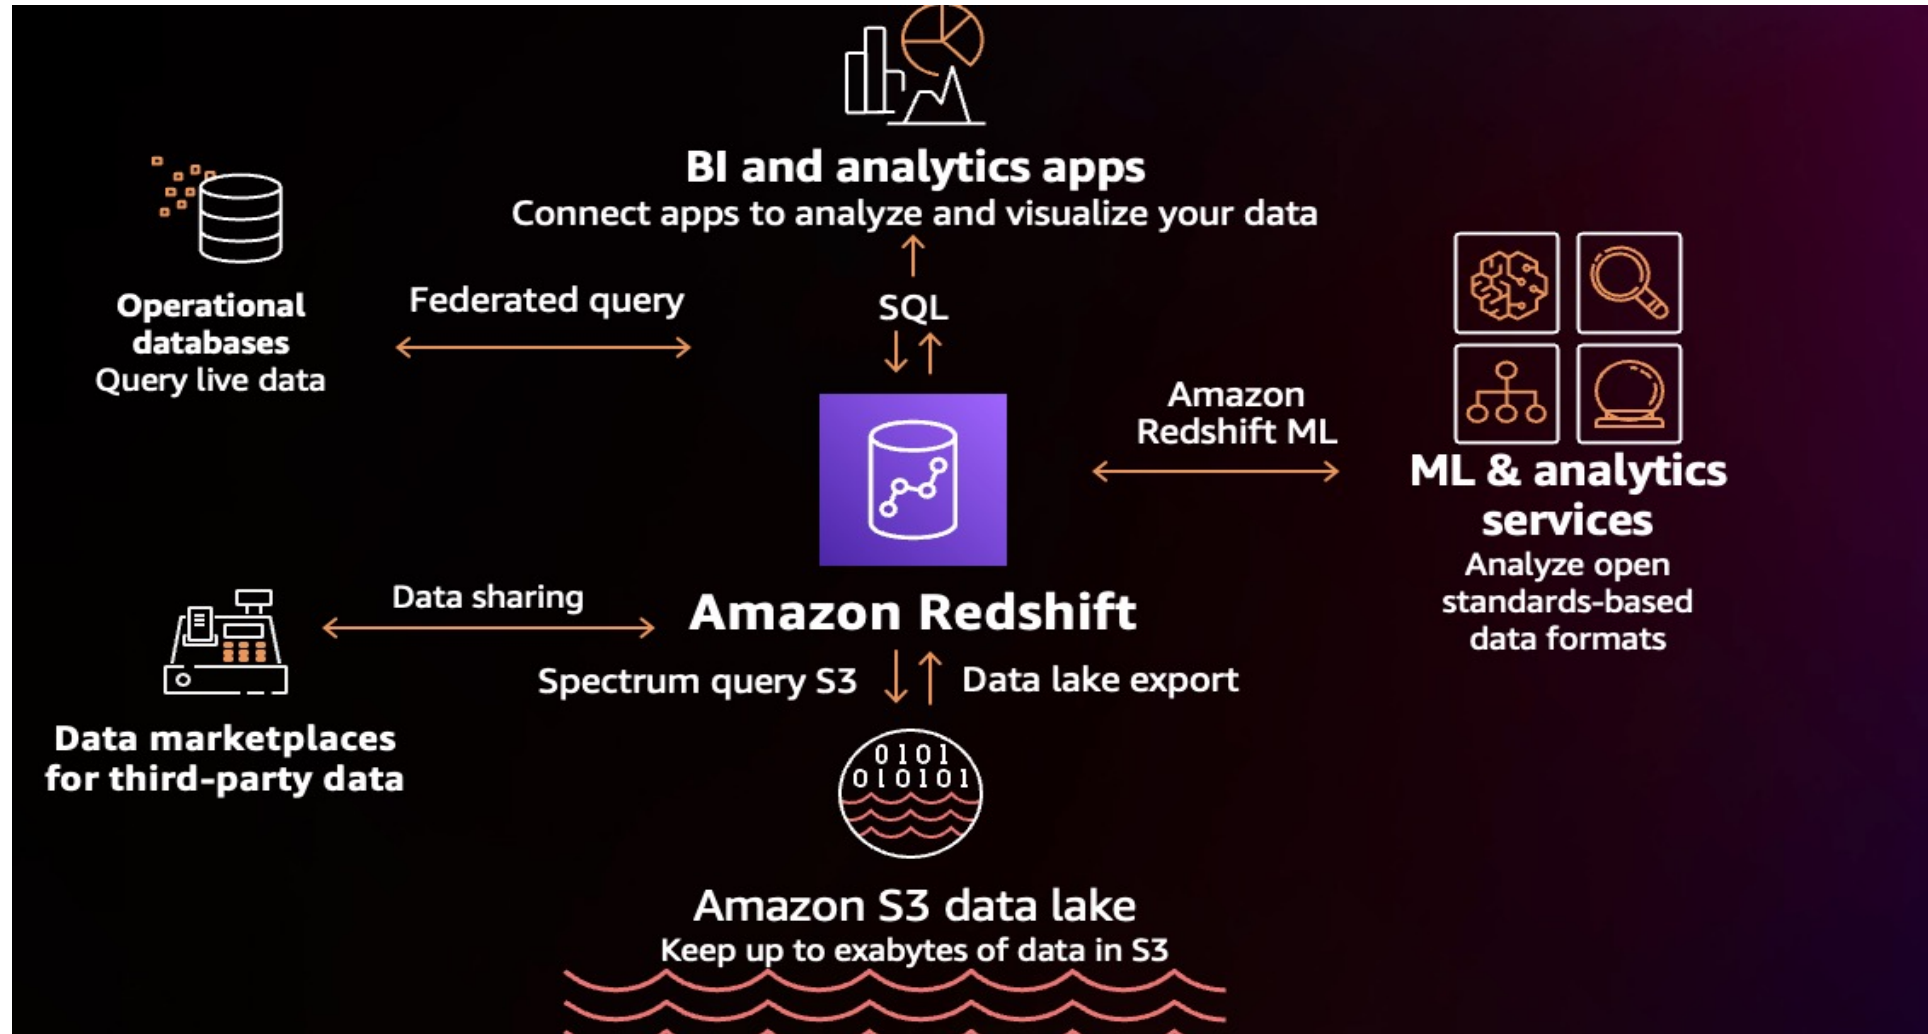 BI and analytics apps
Connect apps to analyze and visualize your data
Operational
databases
Query live data
Federated query
SQL
Amazon
Redshift ML
ML & analytics
services
Analyze open
standards-based
data formats
Data sharing
Amazon Redshift
Spectrum query S3
Data lake export
Data marketplaces
for third-party data
0101
010101
Amazon S3 data lake
Keep up to exabytes of data in S3